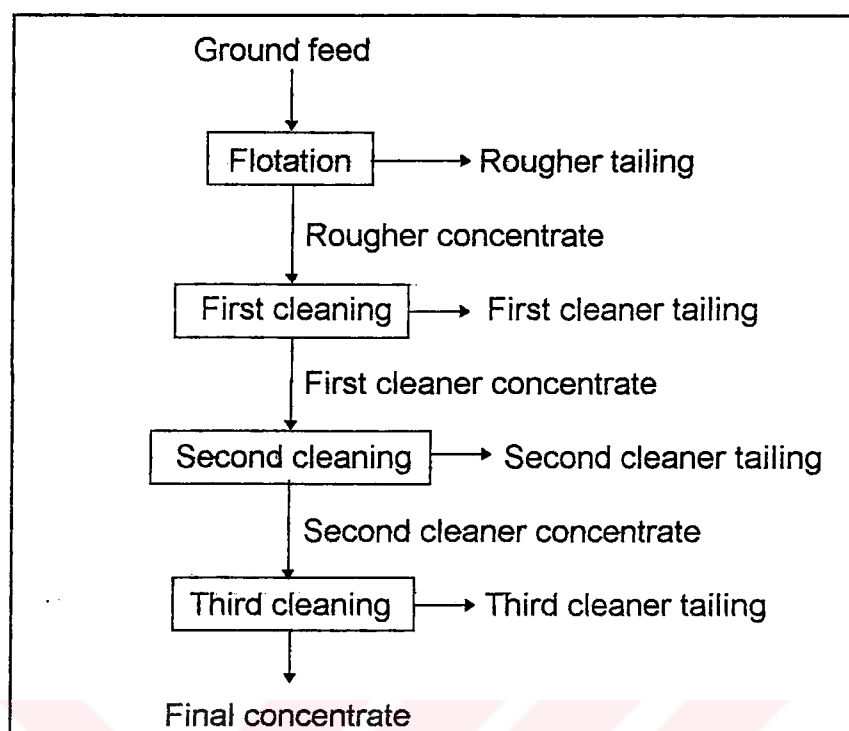 Ground feed
Flotation
Rougher tailing
Rougher concentrate
First cleaning
First cleaner tailing
First cleaner concentrate
Second cleaning
Second cleaner tailing
Second cleaner concentrate
Third cleaning
Third cleaner tailing
Final concentrate